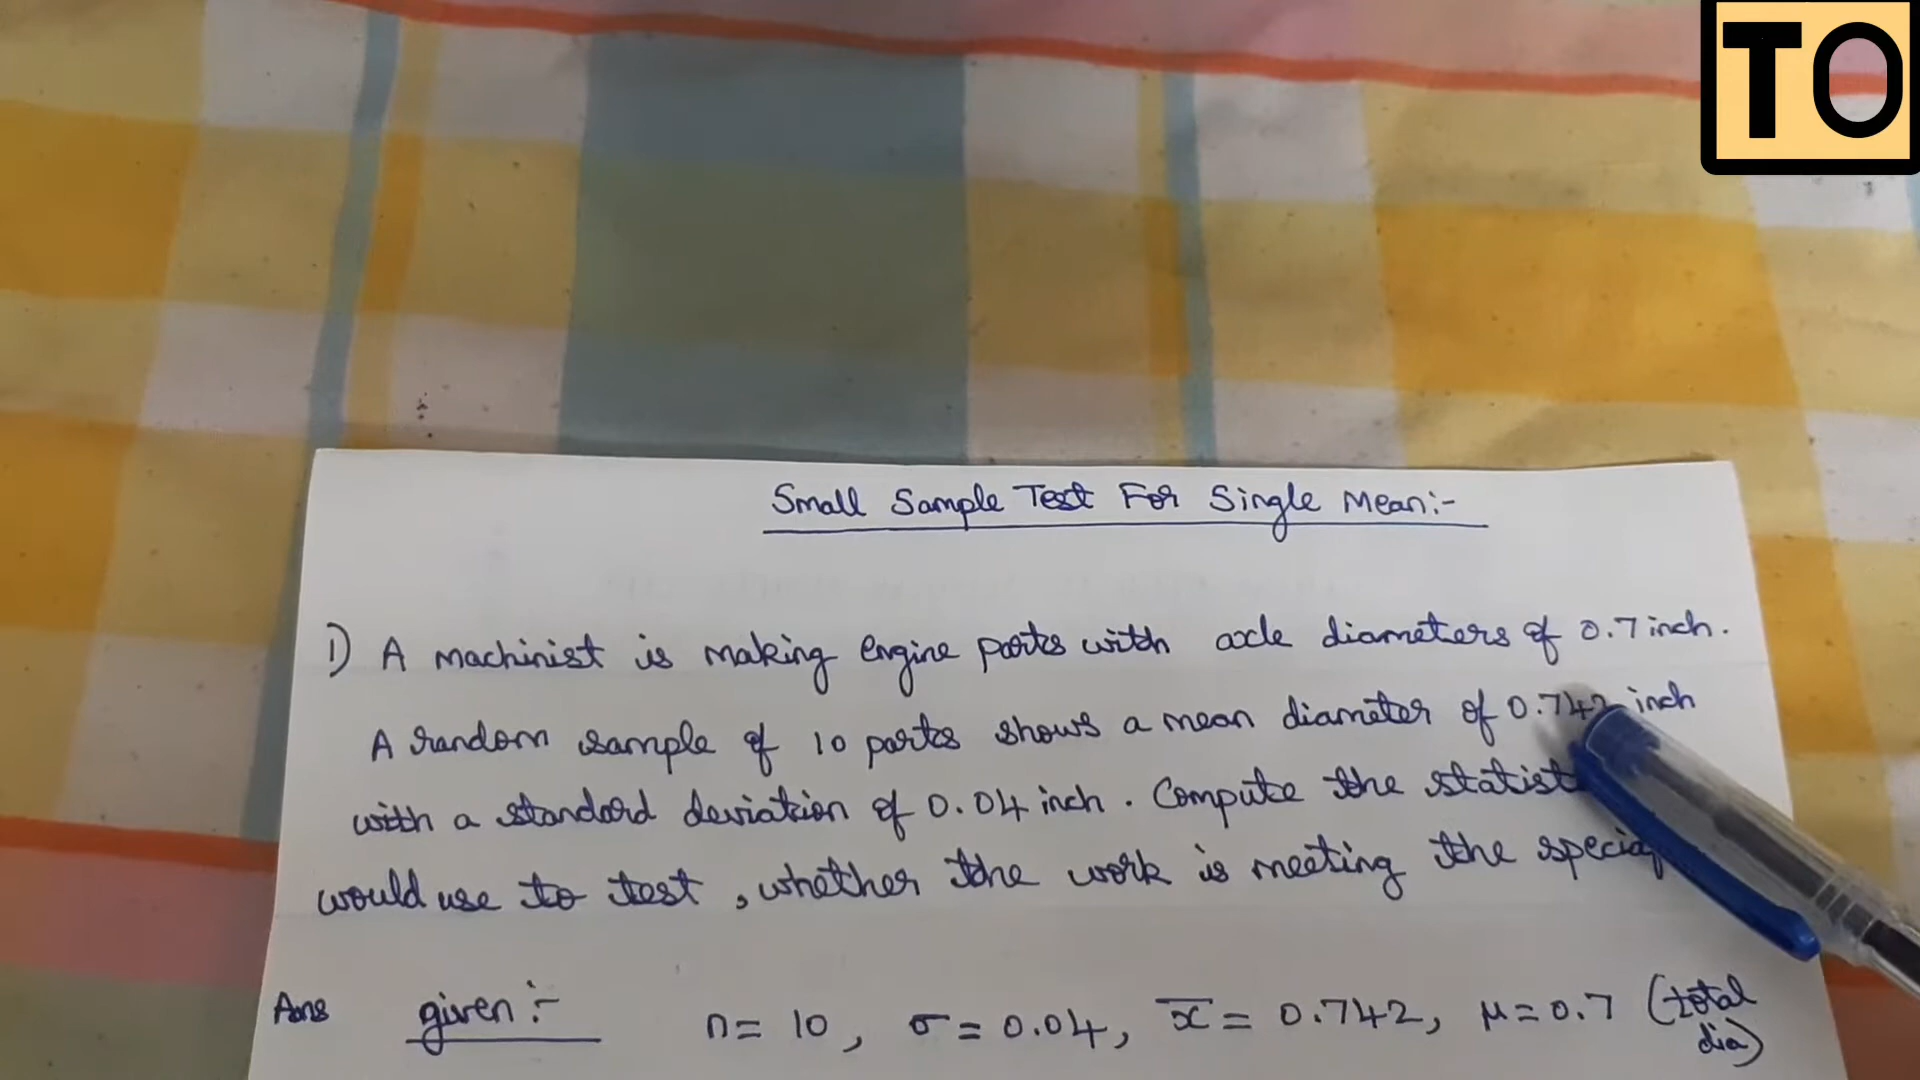 TO
Small Sample Test For Single Mean:-
1) A machinist is making engine parts with axle diameters of 0.7 inch.
A random sample of 10 parts shows a mean diameter of 0.742 inch
with a standard deviation of 0.04 inch. Compute the
would use to test, whether the work is meeting the
Ans given:- n = 10, σ = 0.04, x̄ = 0.742, μ = 0.7 (total
dia)